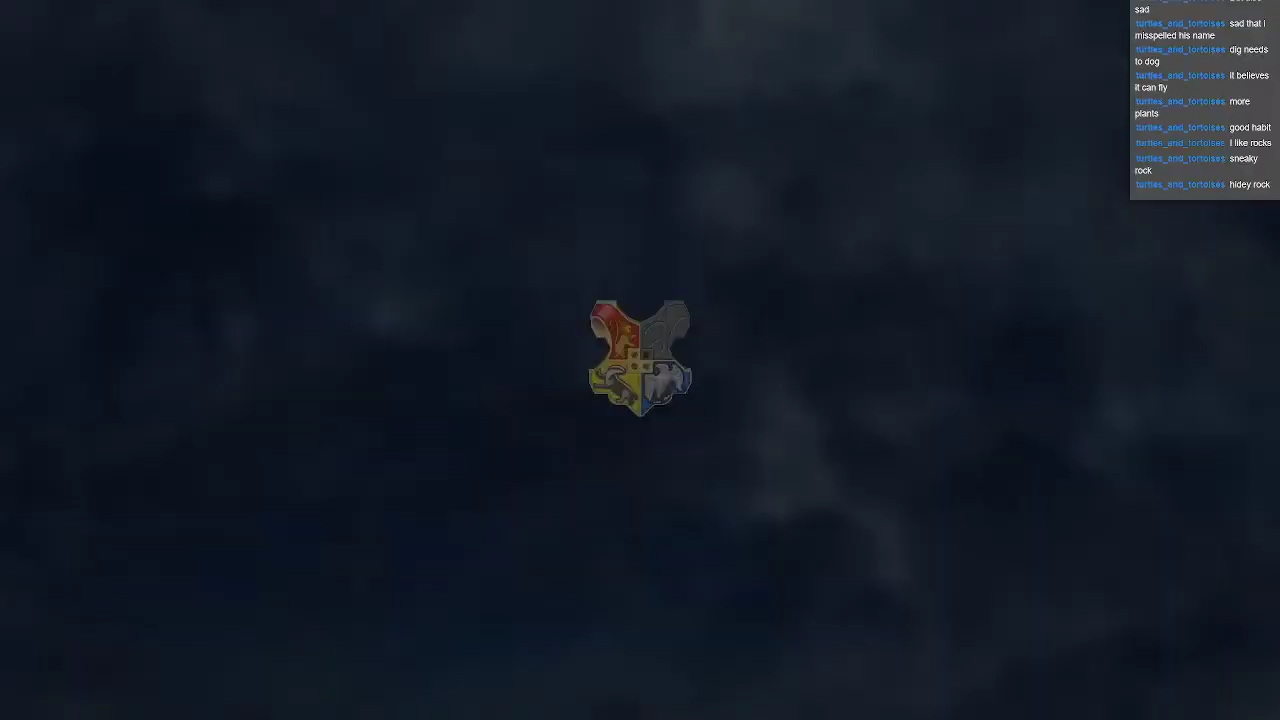 sad
turtles_and_tortoises sad that i
misspelled his name
turtles_and_tortoises dig needs
to dog
turtles_and_tortoises it believes
it can fly
turtles_and_tortoises more
plants
turtles_and_tortoises good habit
turtles_and_tortoises I like rocks
turtles_and_tortoises sneaky
rock
turtles_and_tortoises hidey rock